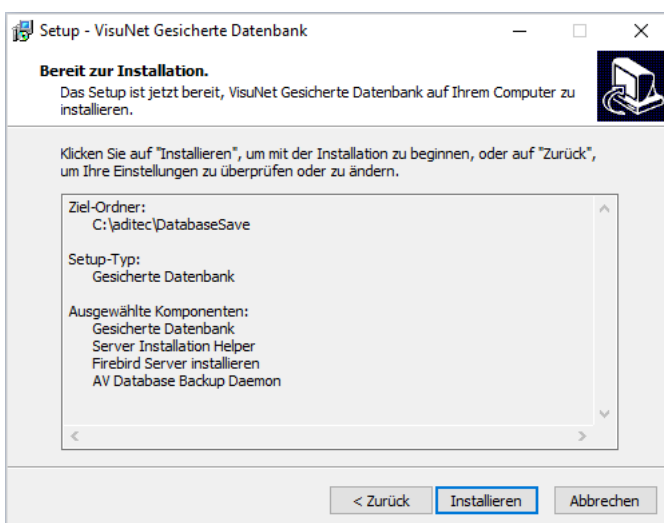 Setup - VisuNet Gesicherte Datenbank
Bereit zur Installation.
Das Setup ist jetzt bereit, VisuNet Gesicherte Datenbank auf Ihrem Computer zu
installieren.
Klicken Sie auf "Installieren", um mit der Installation zu beginnen, oder auf "Zurück",
um Ihre Einstellungen zu überprüfen oder zu ändern.
Ziel-Ordner:
C:\aditec\DatabaseSave
Setup-Typ:
Gesicherte Datenbank
Ausgewählte Komponenten:
Gesicherte Datenbank
Server Installation Helper
Firebird Server installieren
AV Database Backup Daemon
< Zurück
Installieren
Abbrechen